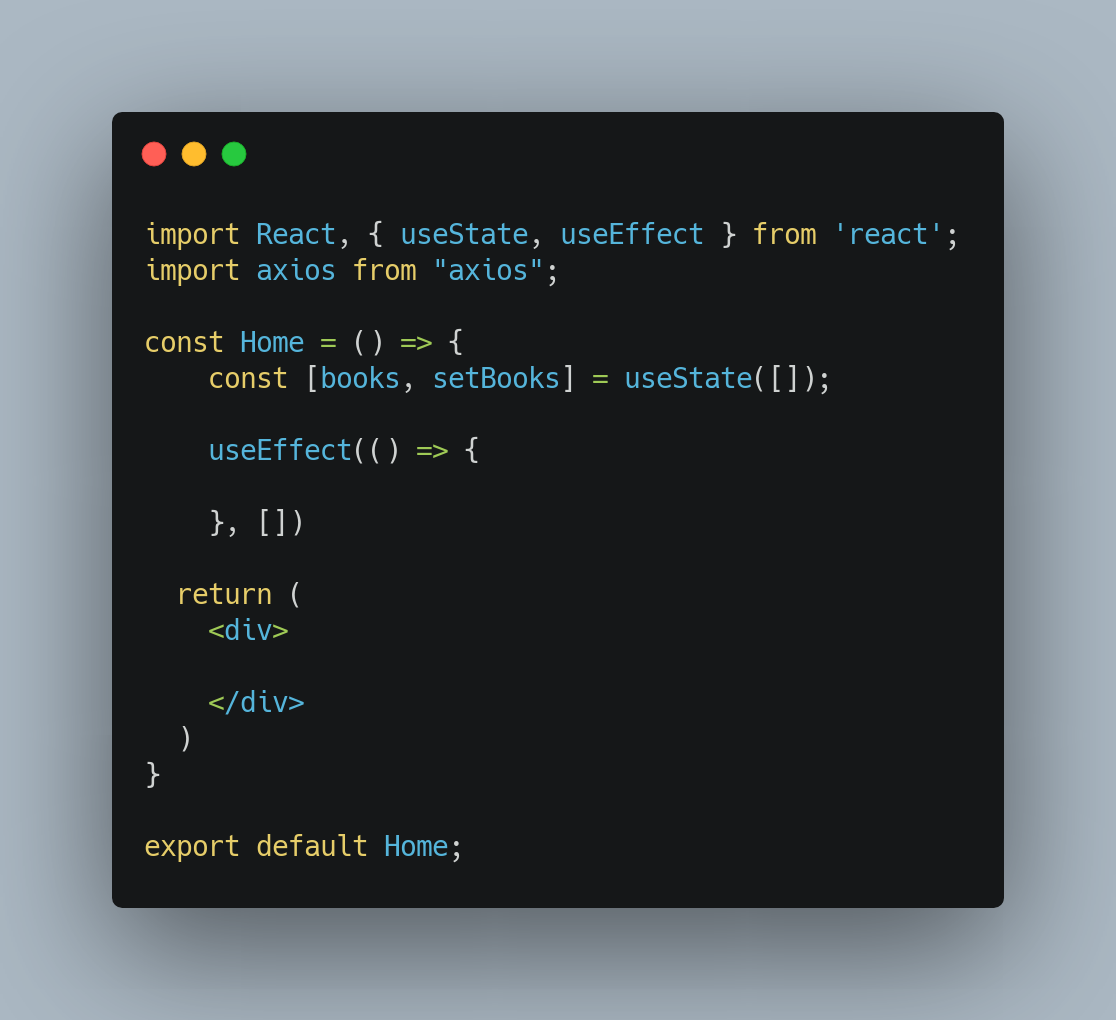 import React, { useState, useEffect } from 'react';
import axios from "axios";
const Home = () => {
    const [books, setBooks] = useState([]);
    useEffect(() => {
    }, [])
  return (
    <div>
    </div>
  )
}
export default Home;